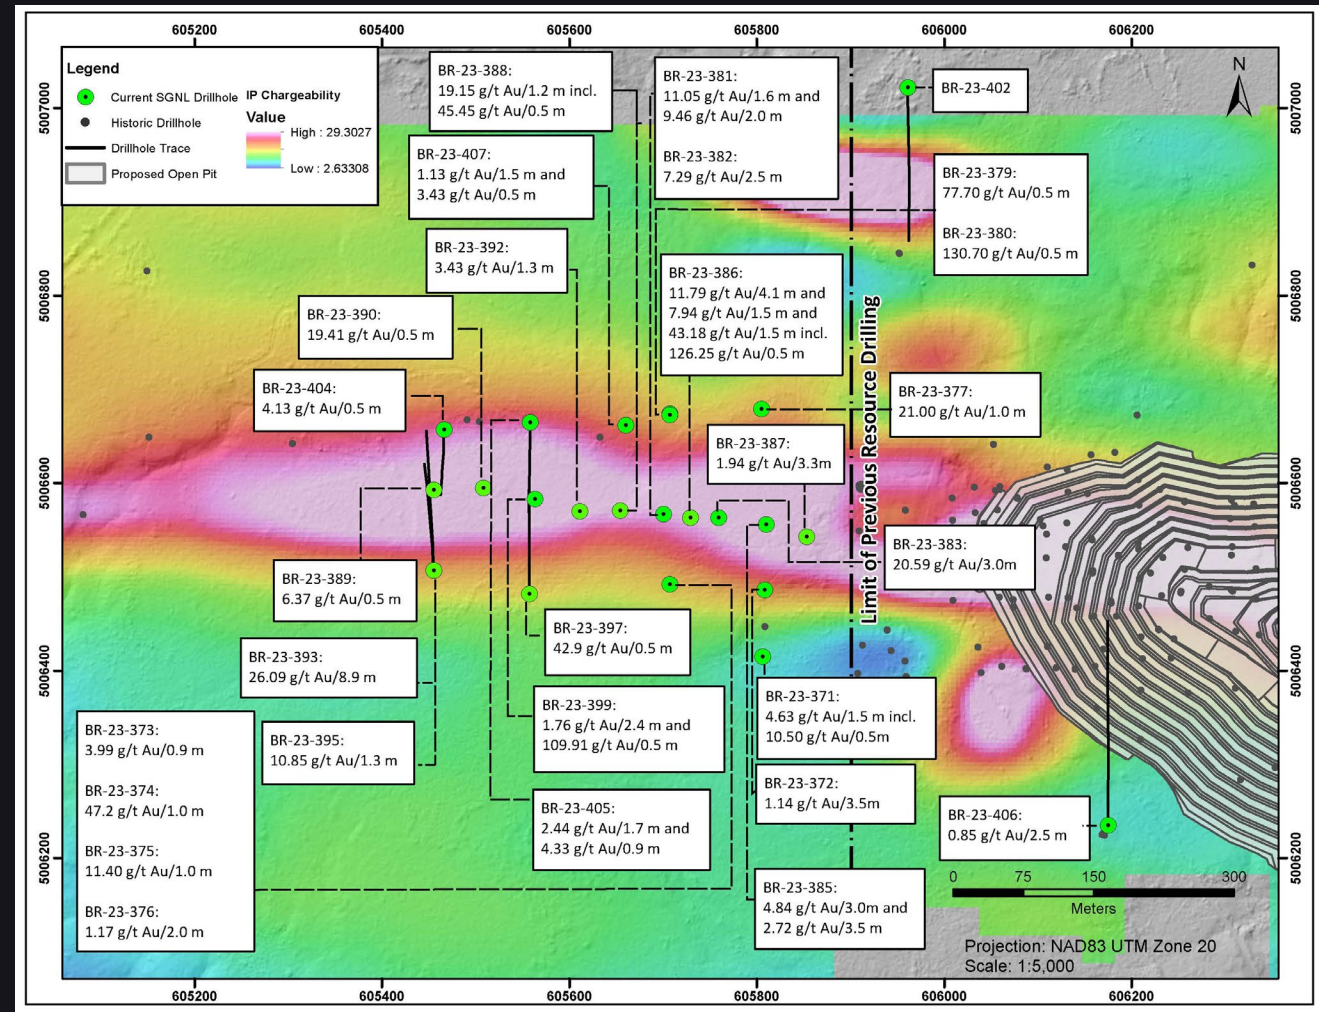 605200 605400 605600 605800 606000 606200
5007000
5006800
5006600
5006400
5006200
5007000
5006800
5006600
5006400
5006200
Legend
Current SGNL Drillhole
Historic Drillhole
Drillhole Trace
Proposed Open Pit
IP Chargeability
Value
High : 29.3027
Low : 2.63308
BR-23-388:
19.15 g/t Au/1.2 m incl.
45.45 g/t Au/0.5 m
BR-23-381:
11.05 g/t Au/1.6 m and
9.46 g/t Au/2.0 m
BR-23-382:
7.29 g/t Au/2.5 m
BR-23-402
N
BR-23-407:
1.13 g/t Au/1.5 m and
3.43 g/t Au/0.5 m
BR-23-379:
77.70 g/t Au/0.5 m
BR-23-380:
130.70 g/t Au/0.5 m
BR-23-392:
3.43 g/t Au/1.3 m
BR-23-386:
11.79 g/t Au/4.1 m and
7.94 g/t Au/1.5 m and
43.18 g/t Au/1.5 m incl.
126.25 g/t Au/0.5 m
BR-23-390:
19.41 g/t Au/0.5 m
Limit of Previous Resource Drilling
BR-23-404:
4.13 g/t Au/0.5 m
BR-23-377:
21.00 g/t Au/1.0 m
BR-23-387:
1.94 g/t Au/3.3m
BR-23-383:
20.59 g/t Au/3.0m
BR-23-389:
6.37 g/t Au/0.5 m
BR-23-397:
42.9 g/t Au/0.5 m
BR-23-393:
26.09 g/t Au/8.9 m
BR-23-399:
1.76 g/t Au/2.4 m and
109.91 g/t Au/0.5 m
BR-23-371:
4.63 g/t Au/1.5 m incl.
10.50 g/t Au/0.5m
BR-23-373:
3.99 g/t Au/0.9 m
BR-23-374:
47.2 g/t Au/1.0 m
BR-23-375:
11.40 g/t Au/1.0 m
BR-23-376:
1.17 g/t Au/2.0 m
BR-23-395:
10.85 g/t Au/1.3 m
BR-23-372:
1.14 g/t Au/3.5m
BR-23-405:
2.44 g/t Au/1.7 m and
4.33 g/t Au/0.9 m
BR-23-406:
0.85 g/t Au/2.5 m
BR-23-385:
4.84 g/t Au/3.0m and
2.72 g/t Au/3.5 m
0 75 150 300
Meters
Projection: NAD83 UTM Zone 20
Scale: 1:5,000
605200 605400 605600 605800 606000 606200